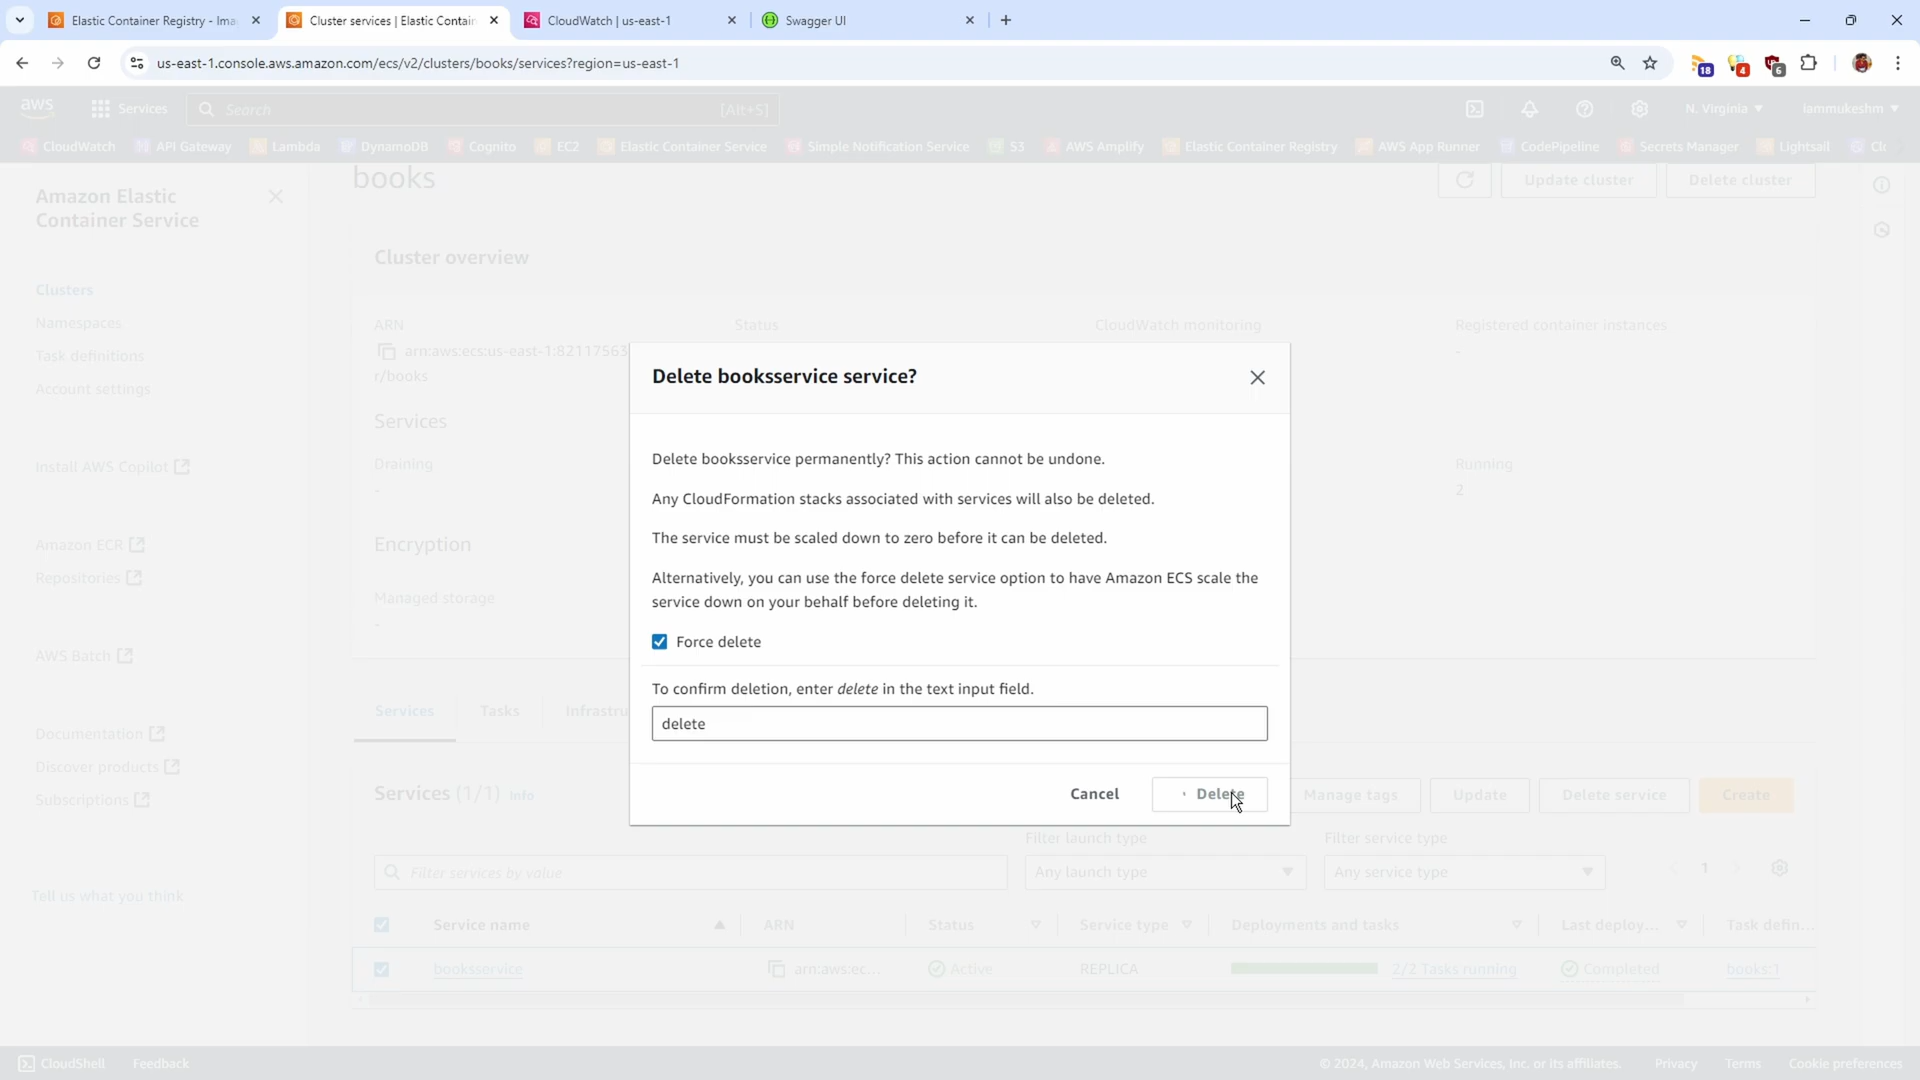 Elastic Container Registry - Ima
Cluster services | Elastic Contain
CloudWatch | us-east-1
Swagger UI
us-east-1.console.aws.amazon.com/ecs/v2/clusters/books/services?region=us-east-1
18
4
6
aws
Services
Search
[Alt+S]
N. Virginia
iammukeshm
CloudWatch
API Gateway
Lambda
DynamoDB
Cognito
EC2
Elastic Container Service
Simple Notification Service
S3
AWS Amplify
Elastic Container Registry
AWS App Runner
CodePipeline
Secrets Manager
Lightsail
Amazon Elastic
Container Service
Clusters
Namespaces
Task definitions
Account settings
Install AWS Copilot
Amazon ECR
Repositories
AWS Batch
Documentation
Discover products
Subscriptions
Tell us what you think
books
Update cluster
Delete cluster
Cluster overview
ARN
Status
CloudWatch monitoring
Registered container instances
-
arn:aws:ecs:us-east-1:82117563
r/books
Services
Draining
-
Running
2
Encryption
Managed storage
-
Delete booksservice service?
Delete booksservice permanently? This action cannot be undone.
Any CloudFormation stacks associated with services will also be deleted.
The service must be scaled down to zero before it can be deleted.
Alternatively, you can use the force delete service option to have Amazon ECS scale the
service down on your behalf before deleting it.
Force delete
To confirm deletion, enter delete in the text input field.
delete
Cancel
Delete
Services
Tasks
Infrastru
Services (1/1) Info
Manage tags
Update
Delete service
Create
Filter launch type
Filter service type
Filter services by value
Any launch type
Any service type
1
Service name
ARN
Status
Service type
Deployments and tasks
Last deploy...
Task defin...
booksservice
arn:aws:ec...
Active
REPLICA
2/2 Tasks running
Completed
books:1
CloudShell
Feedback
© 2024, Amazon Web Services, Inc. or its affiliates.
Privacy
Terms
Cookie preferences